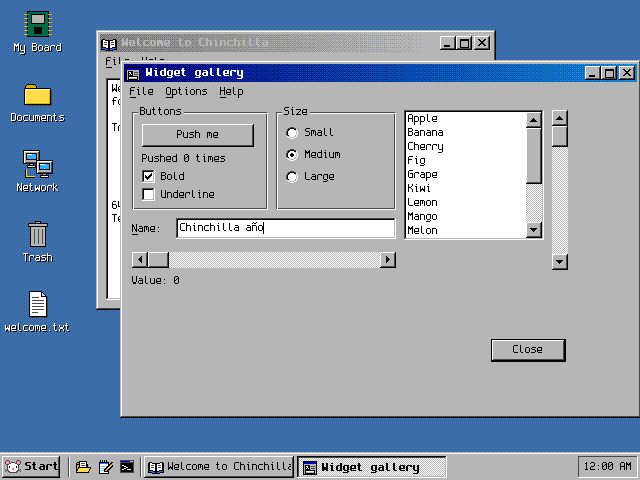 My Board
Documents
Network
Trash
welcome.txt
Welcome to Chinchilla
File Help
Widget gallery
File Options Help
Buttons
Push me
Pushed 0 times
Bold
Underline
Size
Small
Medium
Large
Apple
Banana
Cherry
Fig
Grape
Kiwi
Lemon
Mango
Melon
Name: Chinchilla año
Value: 0
Close
Start
Welcome to Chinchilla
Widget gallery
12:00 AM